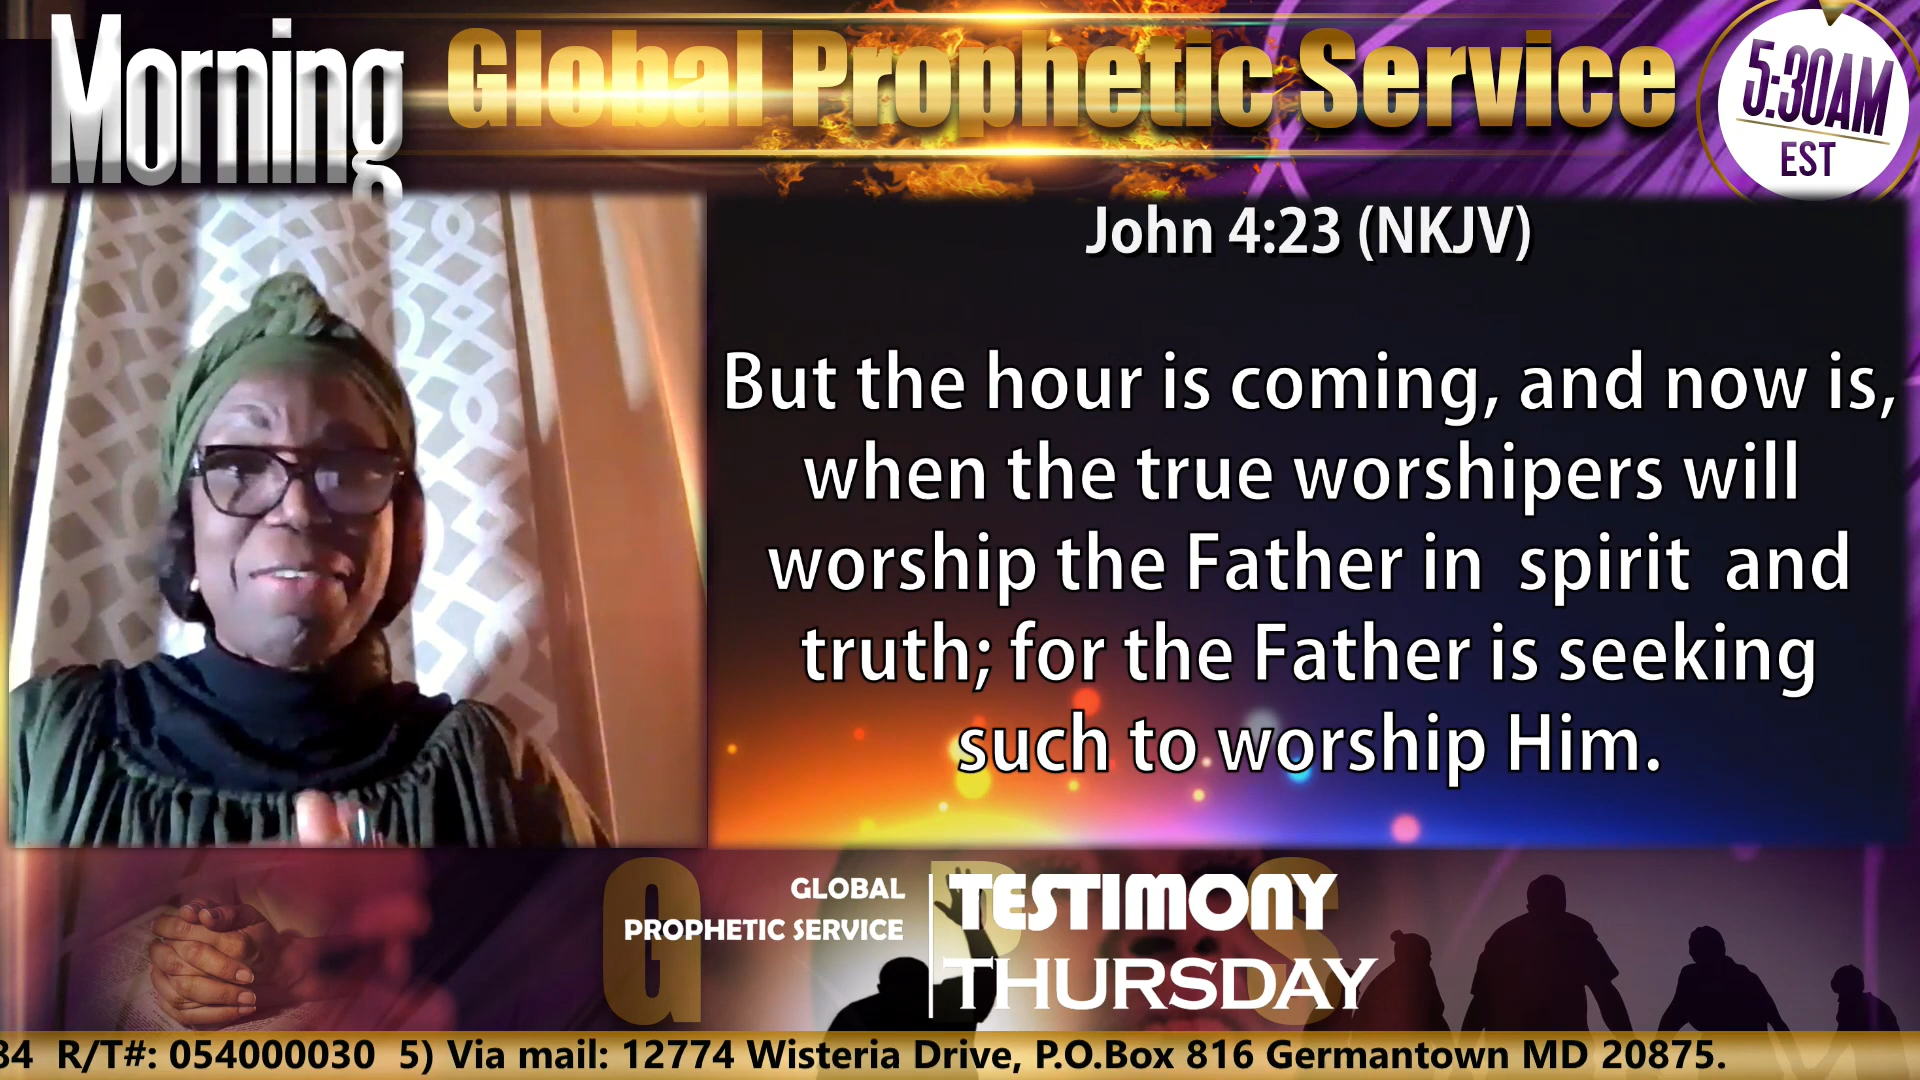 Morning
Global Prophetic Service
5:30AM
EST
John 4:23 (NKJV)
But the hour is coming, and now is,
when the true worshipers will
worship the Father in spirit and
truth; for the Father is seeking
such to worship Him.
GPS
GLOBAL
PROPHETIC SERVICE
TESTIMONY
THURSDAY
34 R/T#: 054000030 5) Via mail: 12774 Wisteria Drive, P.O.Box 816 Germantown MD 20875.